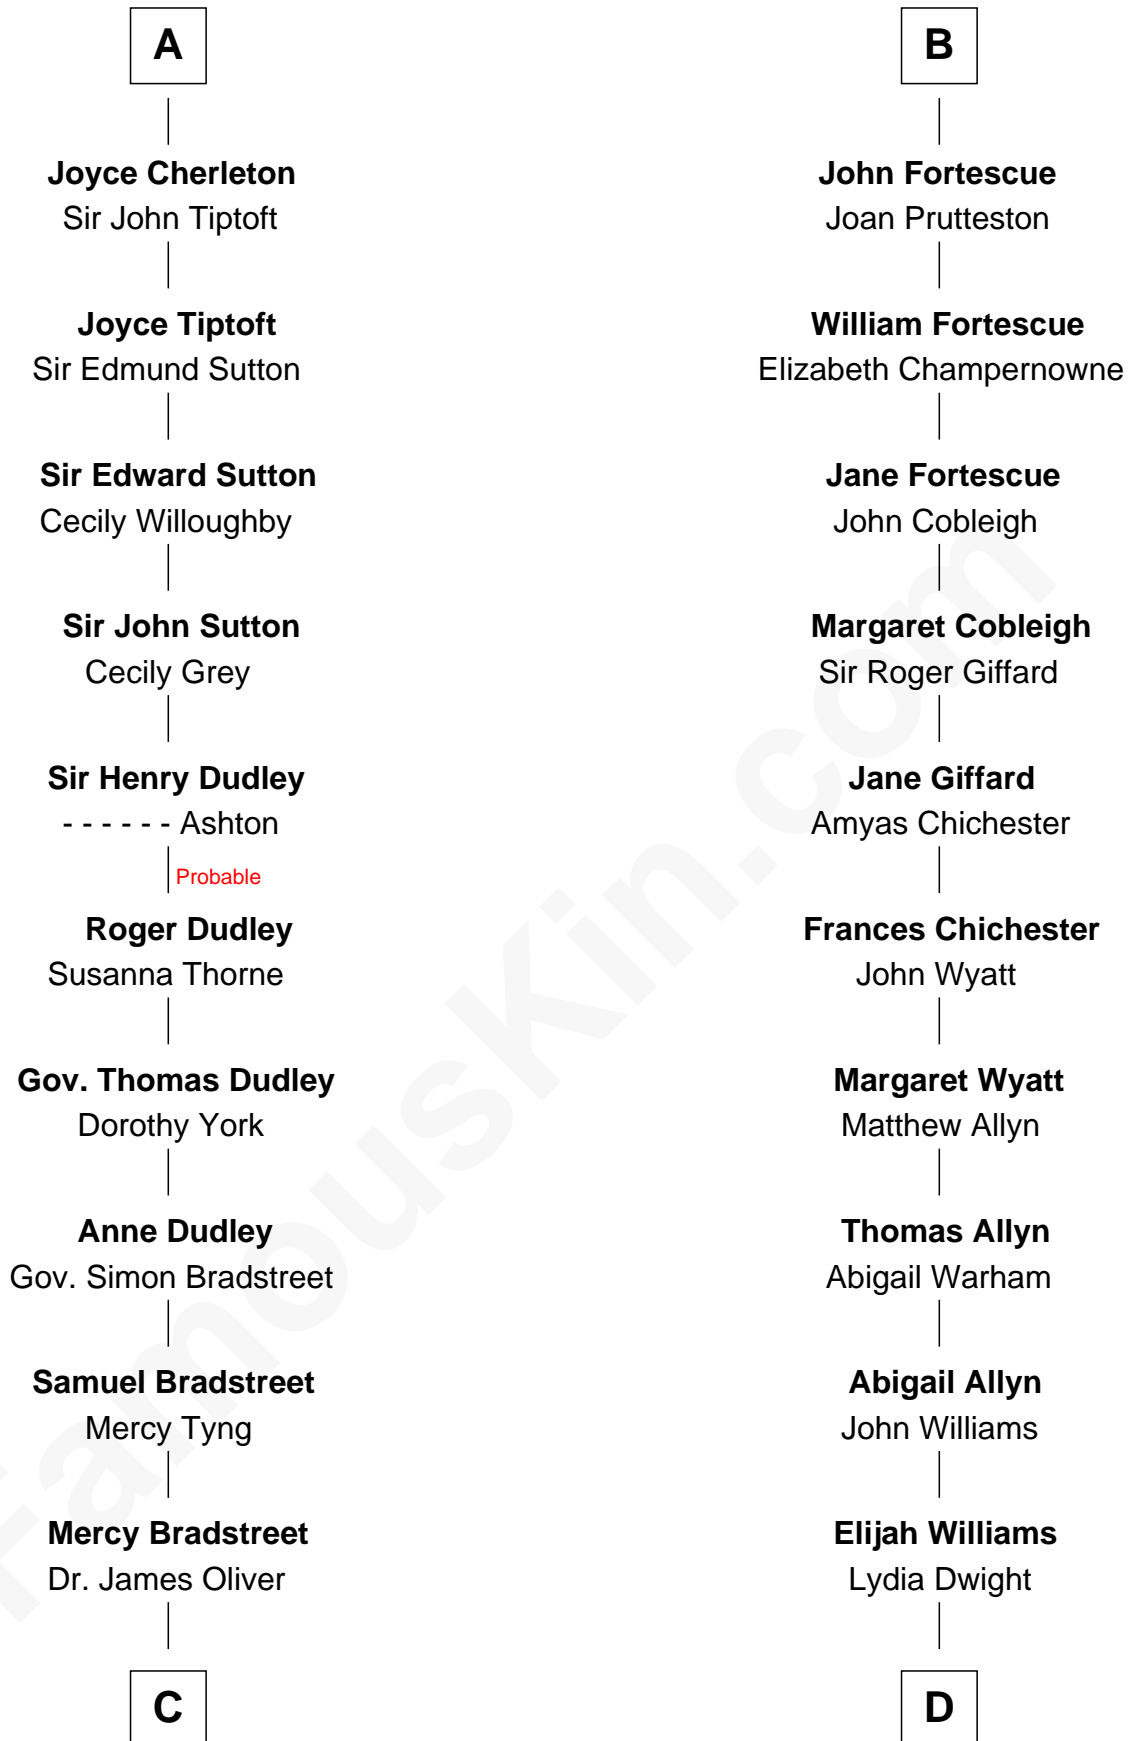 A
Joyce Cherleton
Sir John Tiptoft
Joyce Tiptoft
Sir Edmund Sutton
Sir Edward Sutton
Cecily Willoughby
Sir John Sutton
Cecily Grey
Sir Henry Dudley
- - - - - - Ashton
Probable
Roger Dudley
Susanna Thorne
Gov. Thomas Dudley
Dorothy York
Anne Dudley
Gov. Simon Bradstreet
Samuel Bradstreet
Mercy Tyng
Mercy Bradstreet
Dr. James Oliver
C
B
John Fortescue
Joan Prutteston
William Fortescue
Elizabeth Champernowne
Jane Fortescue
John Cobleigh
Margaret Cobleigh
Sir Roger Giffard
Jane Giffard
Amyas Chichester
Frances Chichester
John Wyatt
Margaret Wyatt
Matthew Allyn
Thomas Allyn
Abigail Warham
Abigail Allyn
John Williams
Elijah Williams
Lydia Dwight
D
FamousKin.com